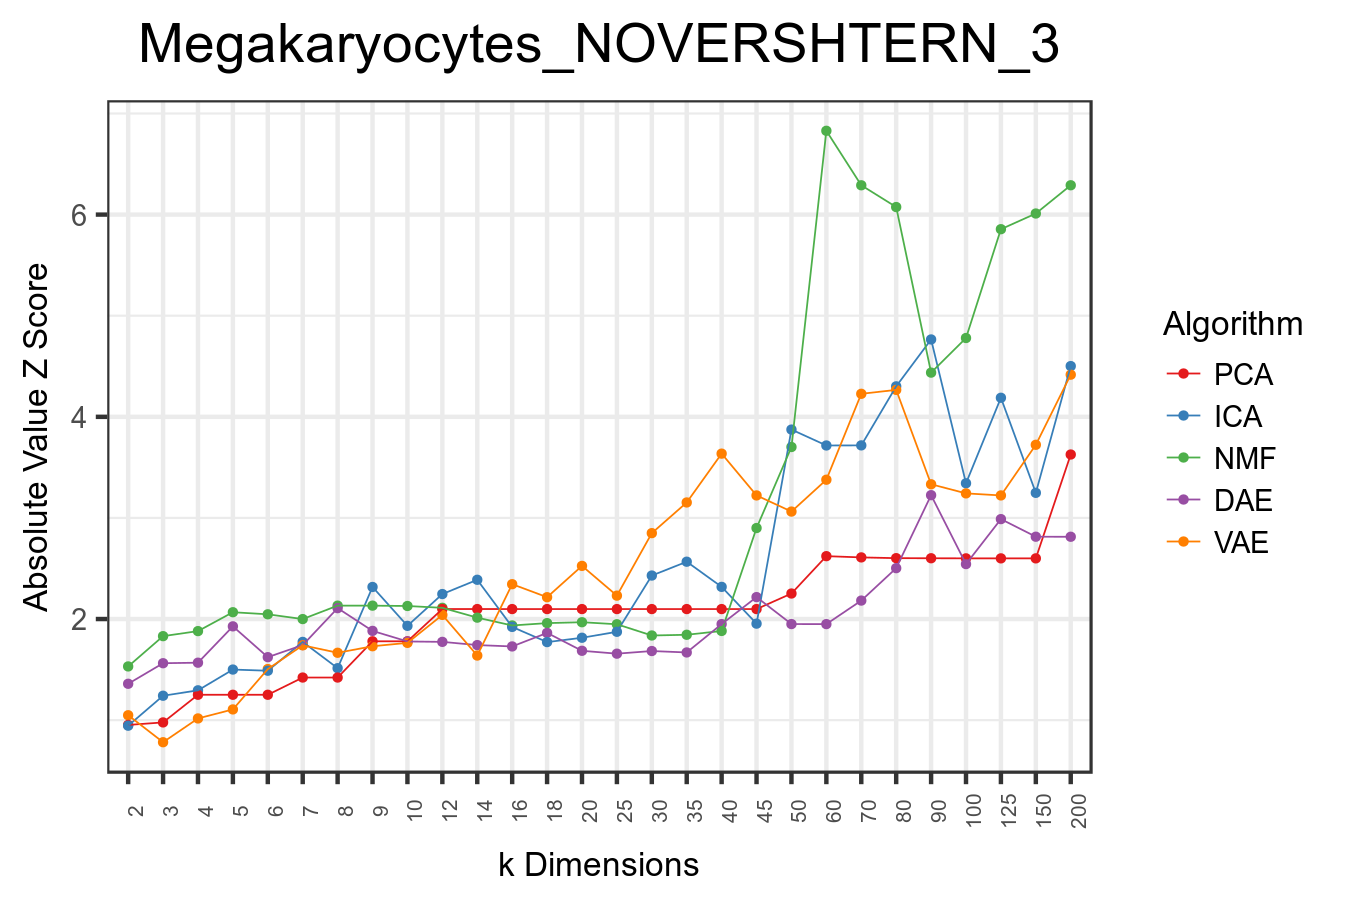 Megakaryocytes_NOVERSHTERN_3
Absolute Value Z Score
6
4
2
2 3 4 5 6 7 8 9 10 12 14 16 18 20 25 30 35 40 45 50 60 70 80 90 100 125 150 200
k Dimensions
Algorithm
PCA
ICA
NMF
DAE
VAE